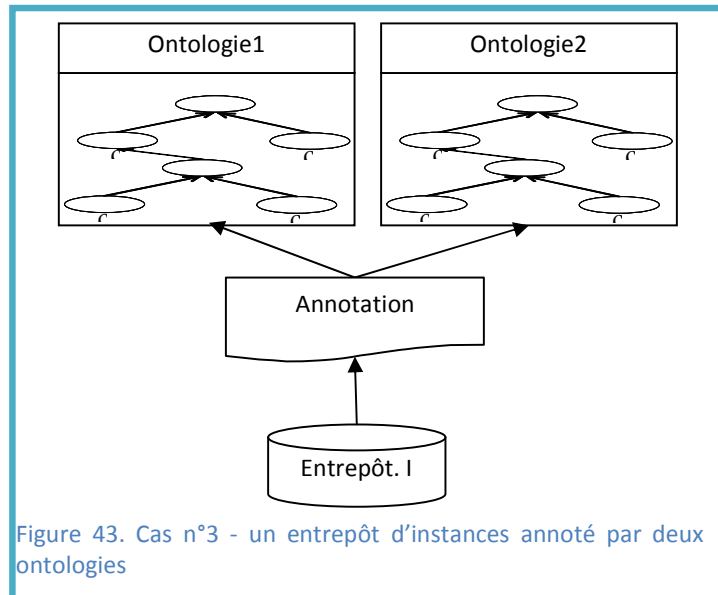 Ontologie1
Ontologie2
C
C
C
C
C
C
C
C
Annotation
Entrepôt. I
Figure 43. Cas n°3 - un entrepôt d'instances annoté par deux
ontologies